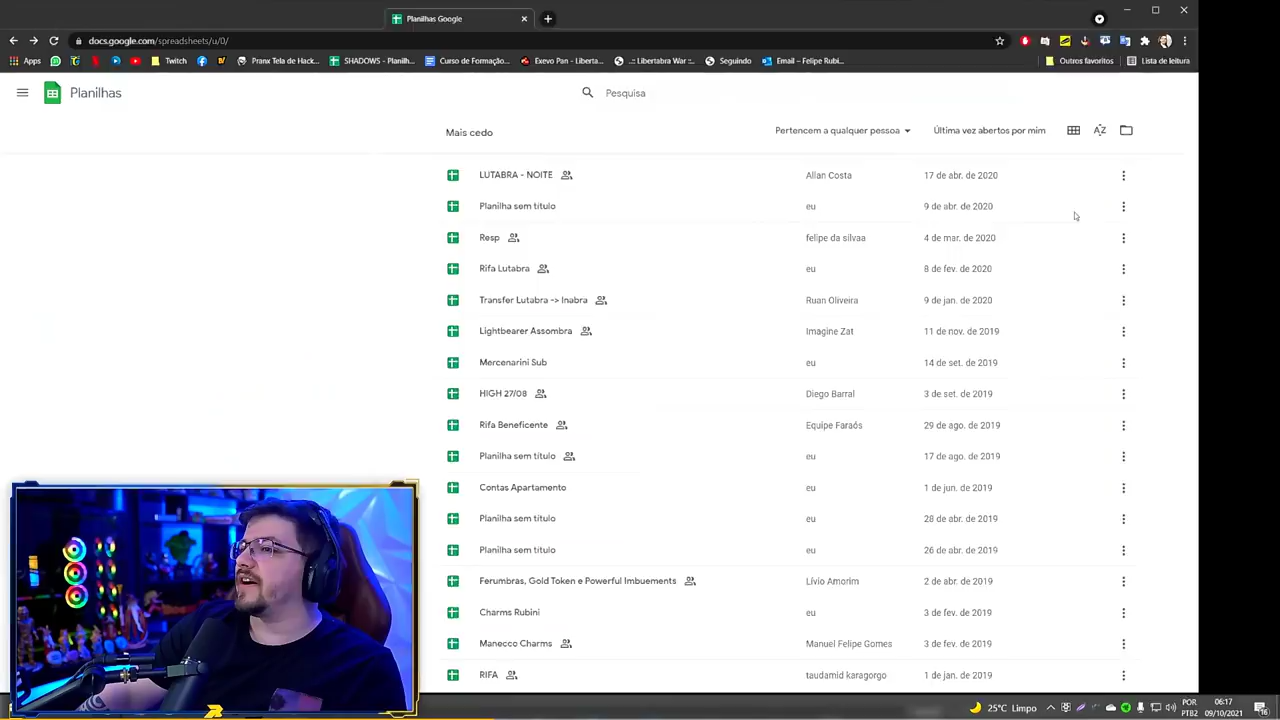 Planilhas Google
docs.google.com/spreadsheets/u/0/
Apps
Twitch
Pranx Tela de Hack...
SHADOWS - Planilh...
Curso de Formação...
Exevo Pan - Liberta...
..:: Libertabra War ::...
Seguindo
Email – Felipe Rubi...
Outros favoritos
Lista de leitura
Planilhas
Pesquisa
Mais cedo
Pertencem a qualquer pessoa
Última vez abertos por mim
LUTABRA - NOITE Allan Costa 17 de abr. de 2020
Planilha sem título eu 9 de abr. de 2020
Resp felipe da silvaa 4 de mar. de 2020
Rifa Lutabra eu 8 de fev. de 2020
Transfer Lutabra -> Inabra Ruan Oliveira 9 de jan. de 2020
Lightbearer Assombra Imagine Zat 11 de nov. de 2019
Mercenarini Sub eu 14 de set. de 2019
HIGH 27/08 Diego Barral 3 de set. de 2019
Rifa Beneficente Equipe Faraós 29 de ago. de 2019
Planilha sem título eu 17 de ago. de 2019
Contas Apartamento eu 1 de jun. de 2019
Planilha sem título eu 28 de abr. de 2019
Planilha sem título eu 26 de abr. de 2019
Ferumbras, Gold Token e Powerful Imbuements Lívio Amorim 2 de abr. de 2019
Charms Rubini eu 3 de fev. de 2019
Manecco Charms Manuel Felipe Gomes 3 de fev. de 2019
RIFA taudamid karagorgo 1 de jan. de 2019
25°C Limpo
POR
PTB2
06:17
09/10/2021